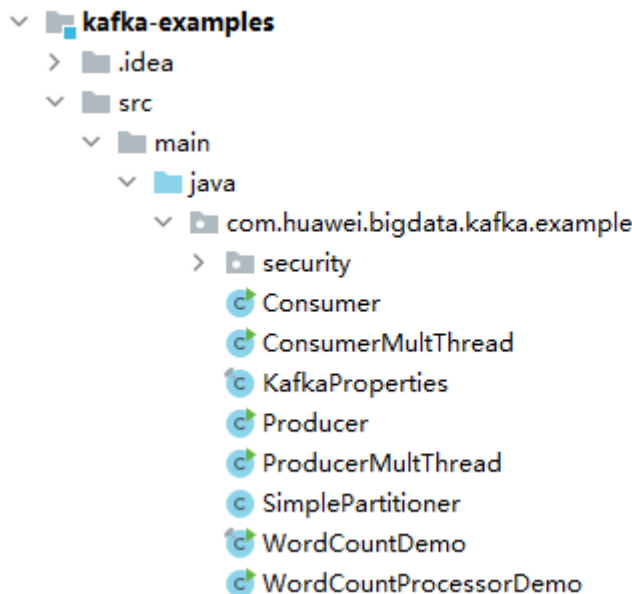 kafka-examples
.idea
src
main
java
com.huawei.bigdata.kafka.example
security
Consumer
ConsumerMultThread
KafkaProperties
Producer
ProducerMultThread
SimplePartitioner
WordCountDemo
WordCountProcessorDemo